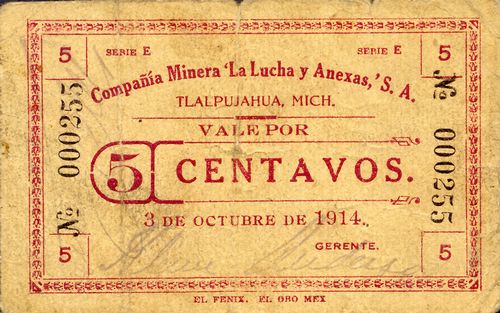 5 SERIE E SERIE E 5
Compañía Minera 'La Lucha y Anexas,' S. A.
TLALPUJAHUA, MICH.
VALE POR
5 CENTAVOS.
3 DE OCTUBRE DE 1914.
GERENTE.
Nº 000255
Nº 000255
5 5
EL FENIX. EL ORO MEX